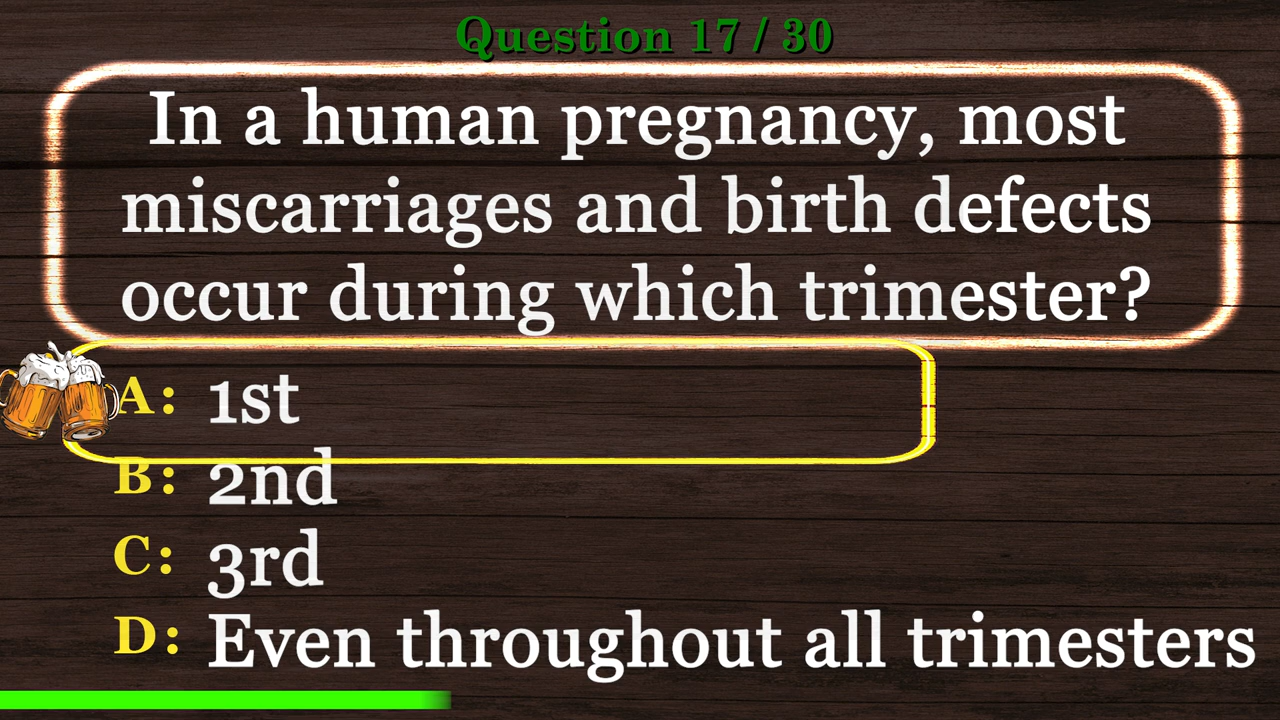 Question 17 / 30
In a human pregnancy, most
miscarriages and birth defects
occur during which trimester?
A: 1st
B: 2nd
C: 3rd
D: Even throughout all trimesters